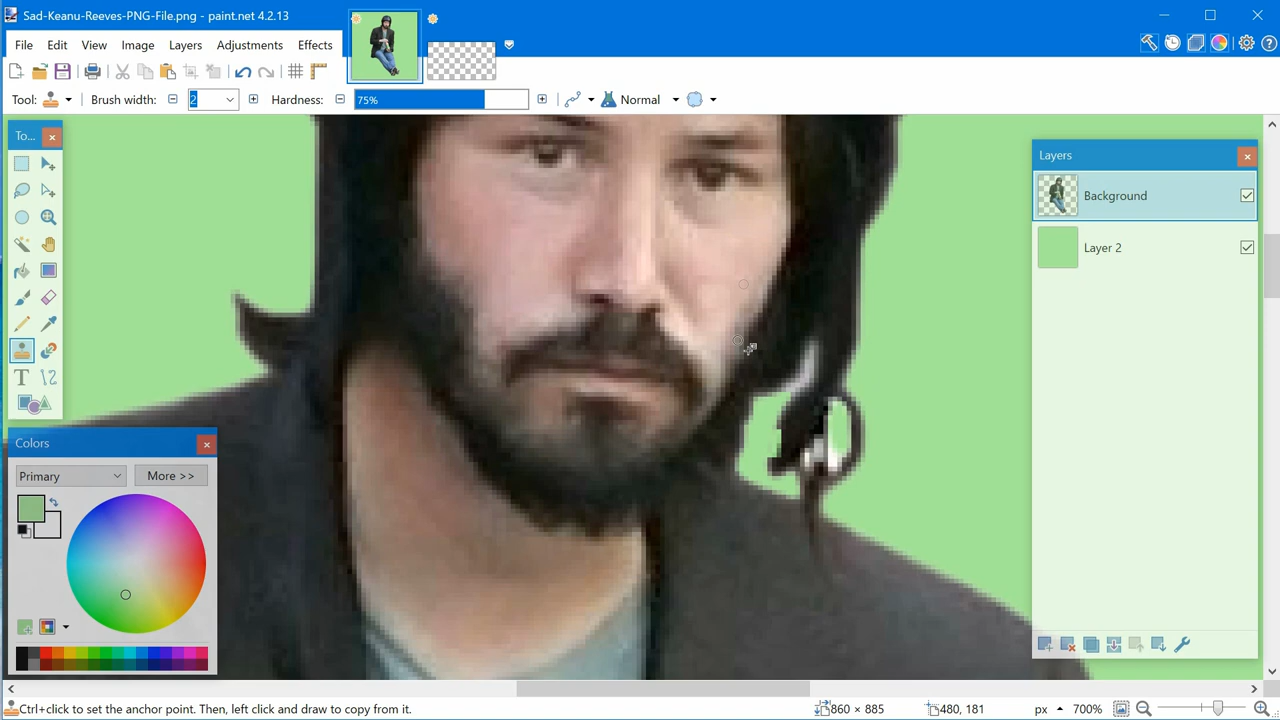 Sad-Keanu-Reeves-PNG-File.png - paint.net 4.2.13
File Edit View Image Layers Adjustments Effects
Tool: Brush width: 2 Hardness: 75% Normal
To...
Layers
Background
Layer 2
Colors
Primary More >>
Ctrl+click to set the anchor point. Then, left click and draw to copy from it. 860 × 885 480, 181 px 700%